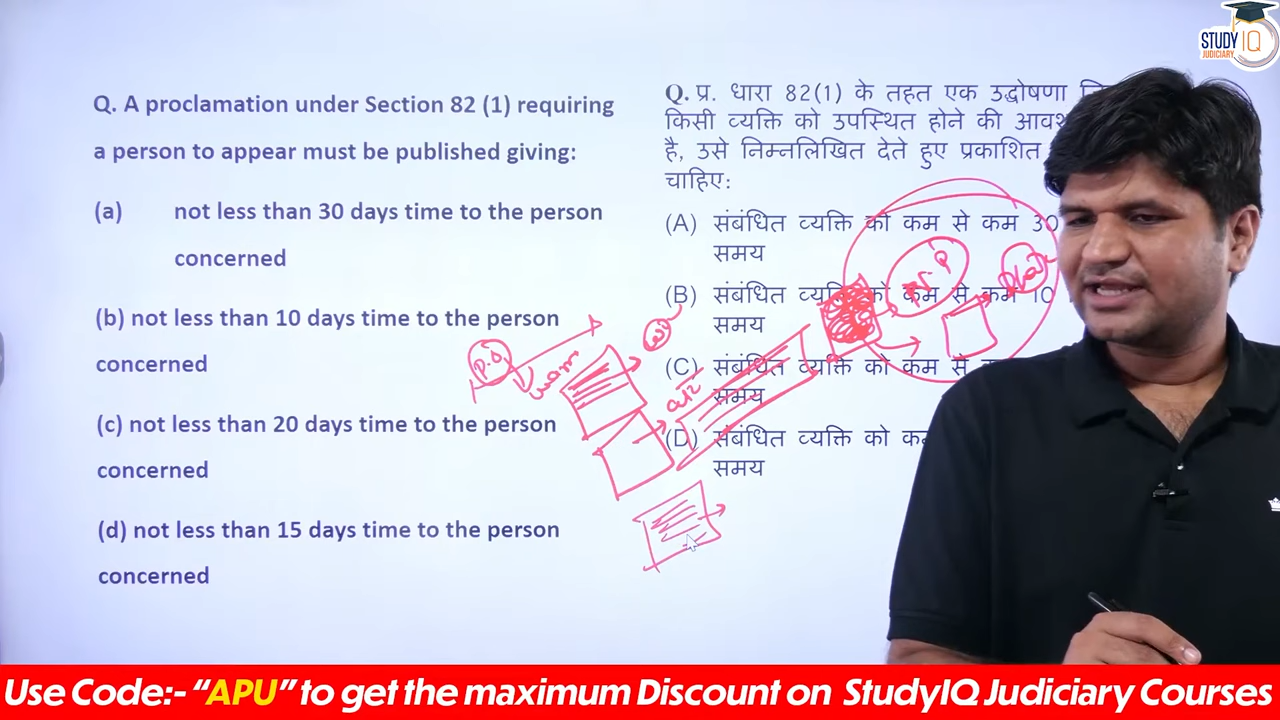 STUDY IQ
JUDICIARY
Q. A proclamation under Section 82 (1) requiring
a person to appear must be published giving:
(a) not less than 30 days time to the person
concerned
(b) not less than 10 days time to the person
concerned
(c) not less than 20 days time to the person
concerned
(d) not less than 15 days time to the person
concerned
Q. प्र. धारा 82(1) के तहत एक उद्घोषणा
किसी व्यक्ति को उपस्थित होने की
है, उसे निम्नलिखित देते हुए प्रकाशित
चाहिए:
(A) संबंधित व्यक्ति को कम से कम 30
समय
(B) संबंधित व्यक्ति को कम से कम 10
समय
(C) संबंधित व्यक्ति को कम से
समय
(D) संबंधित व्यक्ति को
समय
P.O
Use Code:- “APU” to get the maximum Discount on StudyIQ Judiciary Courses